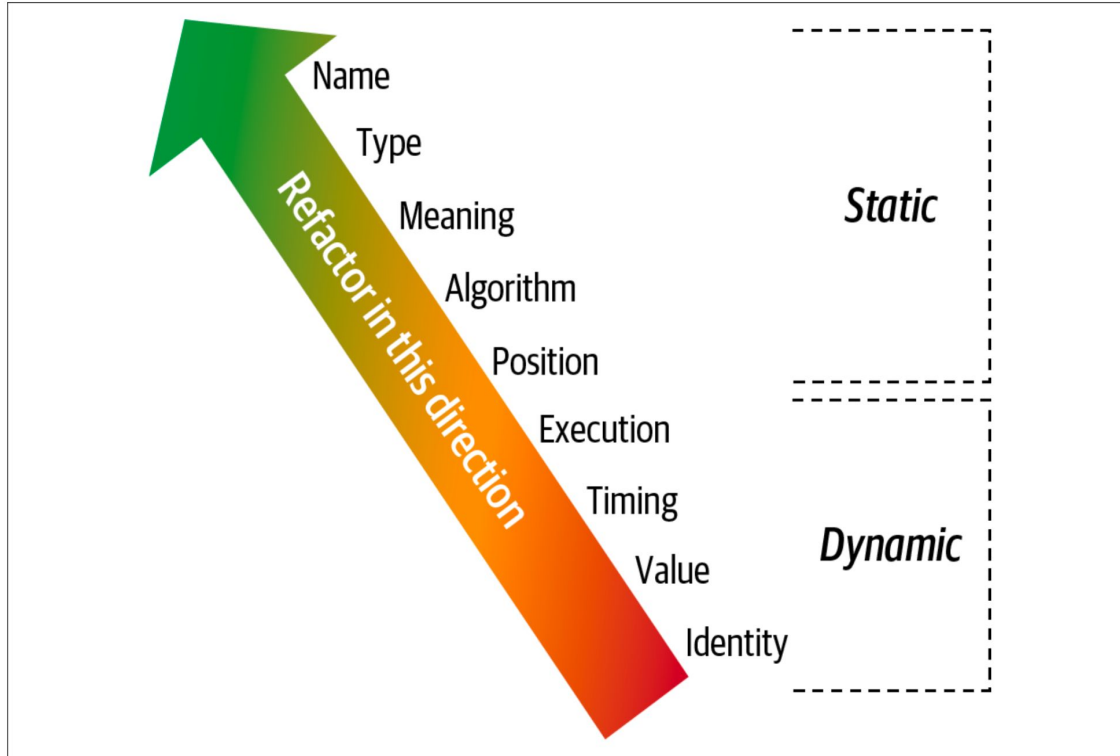 Name
Type
Meaning
Algorithm
Position
Execution
Timing
Value
Identity
Refactor in this direction
Static
Dynamic